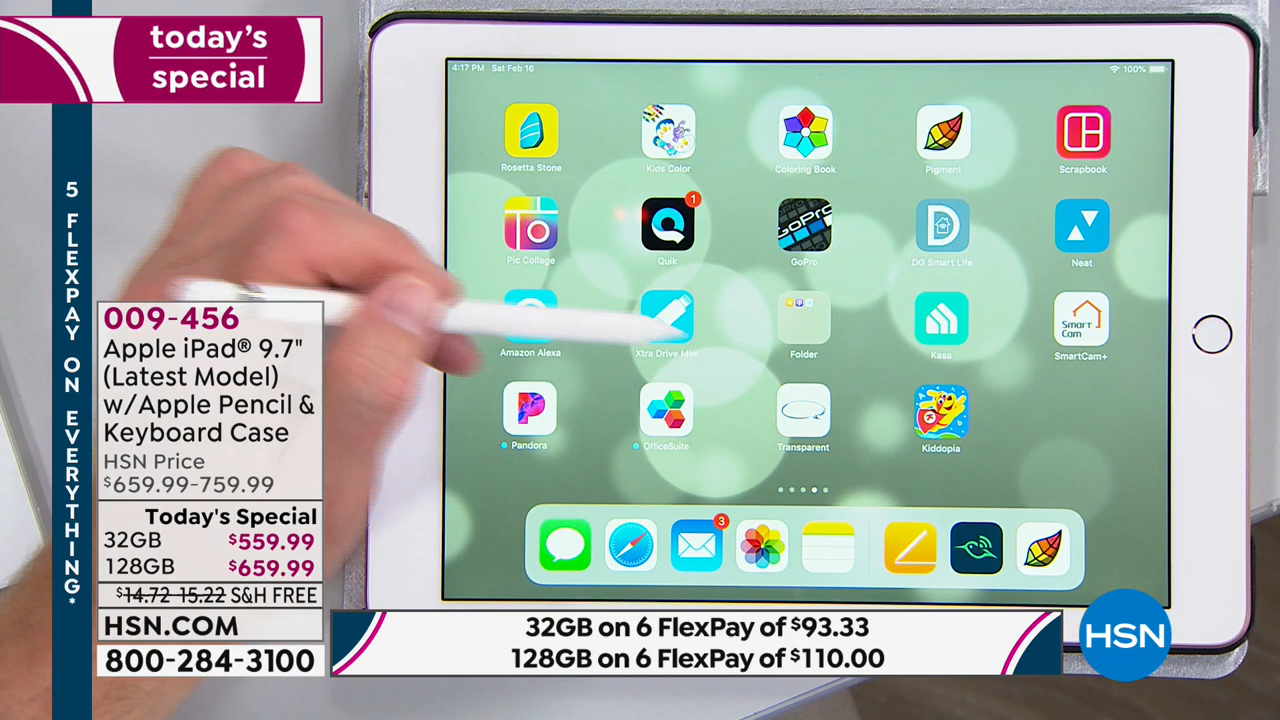 today's
special
5 FLEXPAY ON EVERYTHING.*
009-456
Apple iPad® 9.7"
(Latest Model)
w/Apple Pencil &
Keyboard Case
HSN Price
$659.99-759.99
Today's Special
32GB $559.99
128GB $659.99
$14.72-15.22 S&H FREE
HSN.COM
800-284-3100
4:17 PM Sat Feb 16 100%
Rosetta Stone Kids Color Coloring Book Pigment Scrapbook
1
GoPro
Pic Collage Quik GoPro DG Smart Life Neat
Smart
Cam
Amazon Alexa Xtra Drive Mini Folder Kasa SmartCam+
Pandora OfficeSuite Transparent Kiddopia
3
32GB on 6 FlexPay of $93.33
128GB on 6 FlexPay of $110.00
HSN